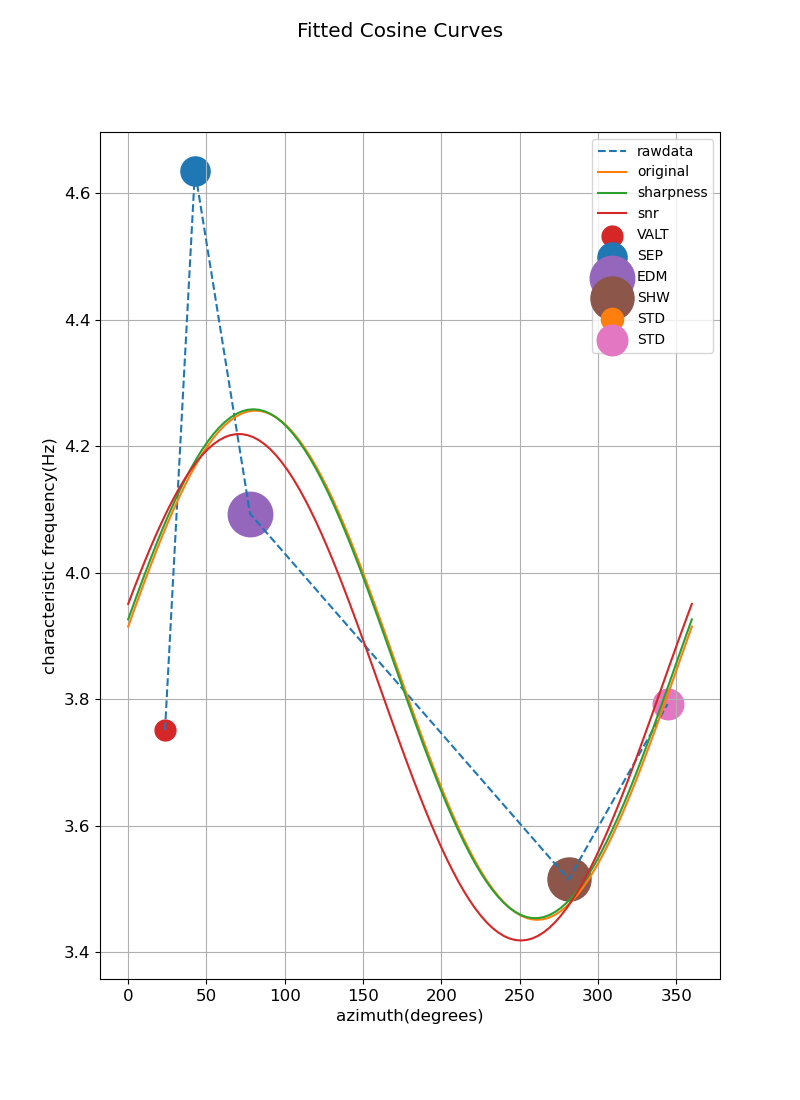 Fitted Cosine Curves
rawdata
original
sharpness
snr
VALT
SEP
EDM
SHW
STD
STD
4.6
4.4
4.2
4.0
3.8
3.6
3.4
characteristic frequency(Hz)
0 50 100 150 200 250 300 350
azimuth(degrees)